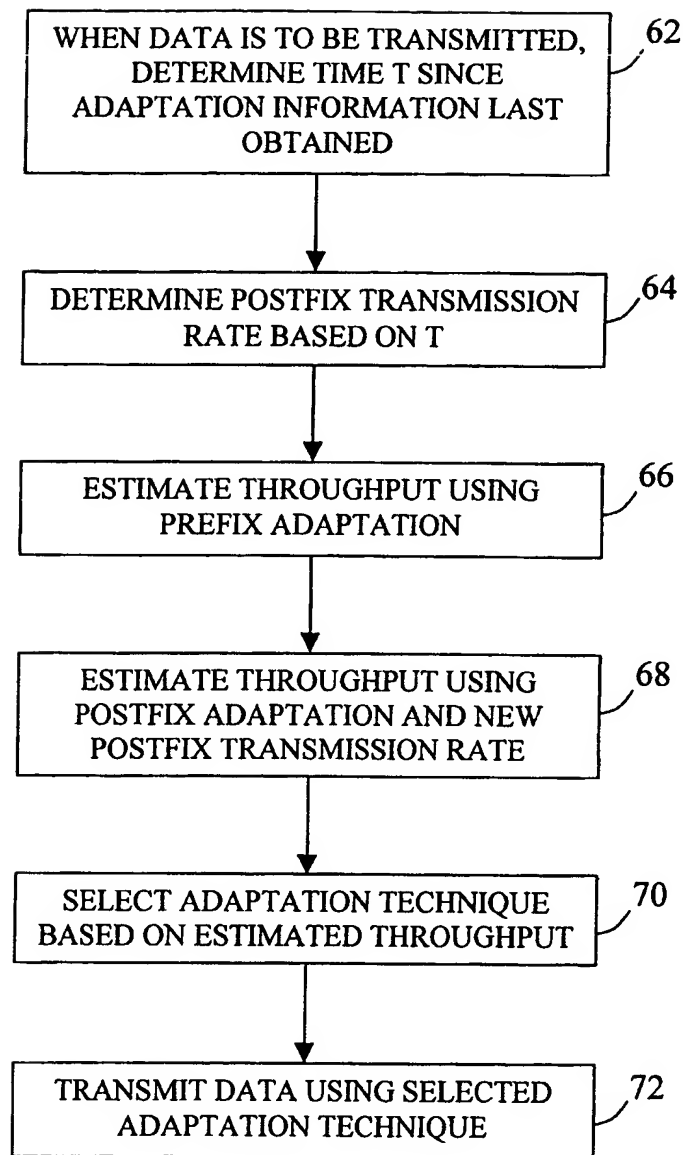 WHEN DATA IS TO BE TRANSMITTED,
DETERMINE TIME T SINCE
ADAPTATION INFORMATION LAST
OBTAINED
62
DETERMINE POSTFIX TRANSMISSION
RATE BASED ON T
64
ESTIMATE THROUGHPUT USING
PREFIX ADAPTATION
66
ESTIMATE THROUGHPUT USING
POSTFIX ADAPTATION AND NEW
POSTFIX TRANSMISSION RATE
68
SELECT ADAPTATION TECHNIQUE
BASED ON ESTIMATED THROUGHPUT
70
TRANSMIT DATA USING SELECTED
ADAPTATION TECHNIQUE
72